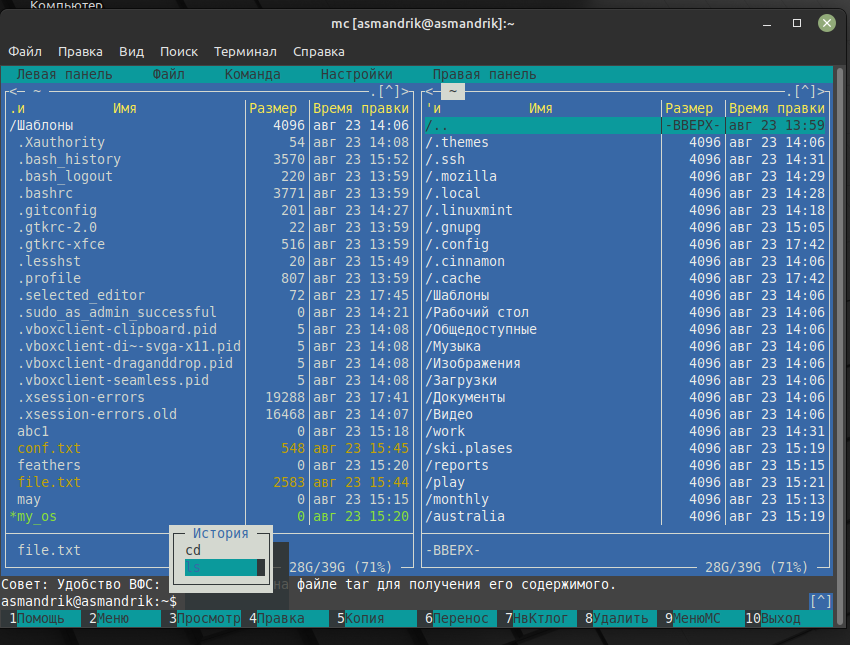 Компьютер
mc [asmandrik@asmandrik]:~
Файл Правка Вид Поиск Терминал Справка
Левая панель Файл Команда Настройки Правая панель
<─ ~ ─.[^]>
.и Имя Размер Время правки
/Шаблоны 4096 авг 23 14:06
.Xauthority 54 авг 23 14:08
.bash_history 3570 авг 23 15:52
.bash_logout 220 авг 23 13:59
.bashrc 3771 авг 23 13:59
.gitconfig 201 авг 23 14:27
.gtkrc-2.0 22 авг 23 13:59
.gtkrc-xfce 516 авг 23 13:59
.lesshst 20 авг 23 15:49
.profile 807 авг 23 13:59
.selected_editor 72 авг 23 17:45
.sudo_as_admin_successful 0 авг 23 14:21
.vboxclient-clipboard.pid 5 авг 23 14:08
.vboxclient-di~-svga-x11.pid 5 авг 23 14:08
.vboxclient-draganddrop.pid 5 авг 23 14:08
.vboxclient-seamless.pid 5 авг 23 14:08
.xsession-errors 19288 авг 23 17:41
.xsession-errors.old 16468 авг 23 14:07
abc1 0 авг 23 15:18
conf.txt 548 авг 23 15:45
feathers 0 авг 23 15:20
file.txt 2583 авг 23 15:44
may 0 авг 23 15:15
*my_os 0 авг 23 15:20
file.txt
28G/39G (71%)
<─ ~ ─.[^]>
'и Имя Размер Время правки
/.. -ВВЕРХ- авг 23 13:59
/.themes 4096 авг 23 14:06
/.ssh 4096 авг 23 14:31
/.mozilla 4096 авг 23 14:29
/.local 4096 авг 23 14:28
/.linuxmint 4096 авг 23 14:18
/.gnupg 4096 авг 23 15:05
/.config 4096 авг 23 17:42
/.cinnamon 4096 авг 23 14:06
/.cache 4096 авг 23 17:42
/Шаблоны 4096 авг 23 14:06
/Рабочий стол 4096 авг 23 14:06
/Общедоступные 4096 авг 23 14:06
/Музыка 4096 авг 23 14:06
/Изображения 4096 авг 23 14:06
/Загрузки 4096 авг 23 14:06
/Документы 4096 авг 23 14:06
/Видео 4096 авг 23 14:06
/work 4096 авг 23 14:31
/ski.plases 4096 авг 23 15:19
/reports 4096 авг 23 15:15
/play 4096 авг 23 15:21
/monthly 4096 авг 23 15:13
/australia 4096 авг 23 15:19
-ВВЕРХ-
28G/39G (71%)
История
cd
ls
Совет: Удобство ВФС: на файле tar для получения его содержимого.
asmandrik@asmandrik:~$ [^]
1Помощь 2Меню 3Просмотр 4Правка 5Копия 6Перенос 7НвКтлог 8Удалить 9МенюМС 10Выход